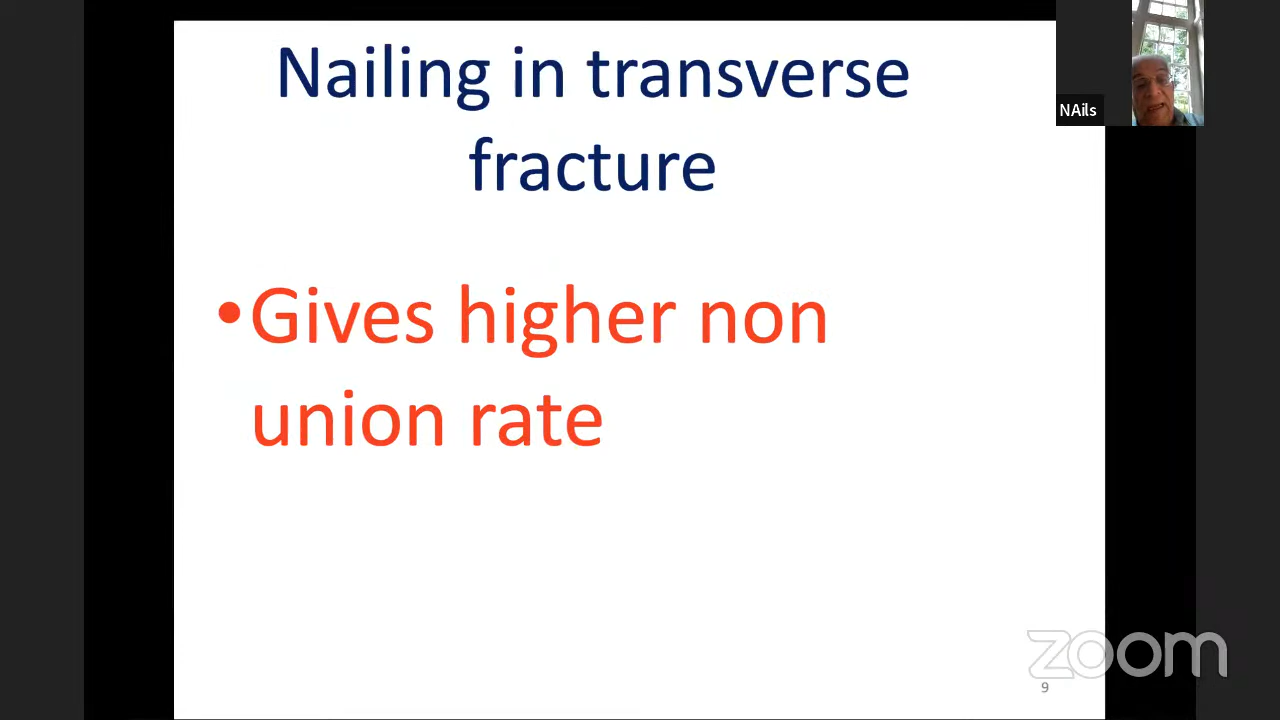 Nailing in transverse
fracture
•Gives higher non
union rate
NAils
zoom
9